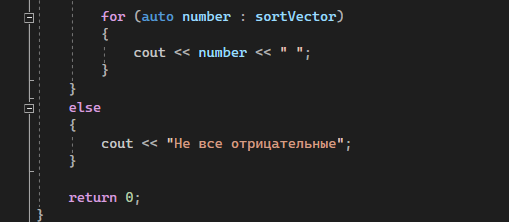 for (auto number : sortVector)
{
cout << number << " ";
}
}
else
{
cout << "Не все отрицательные";
}
return 0;
}